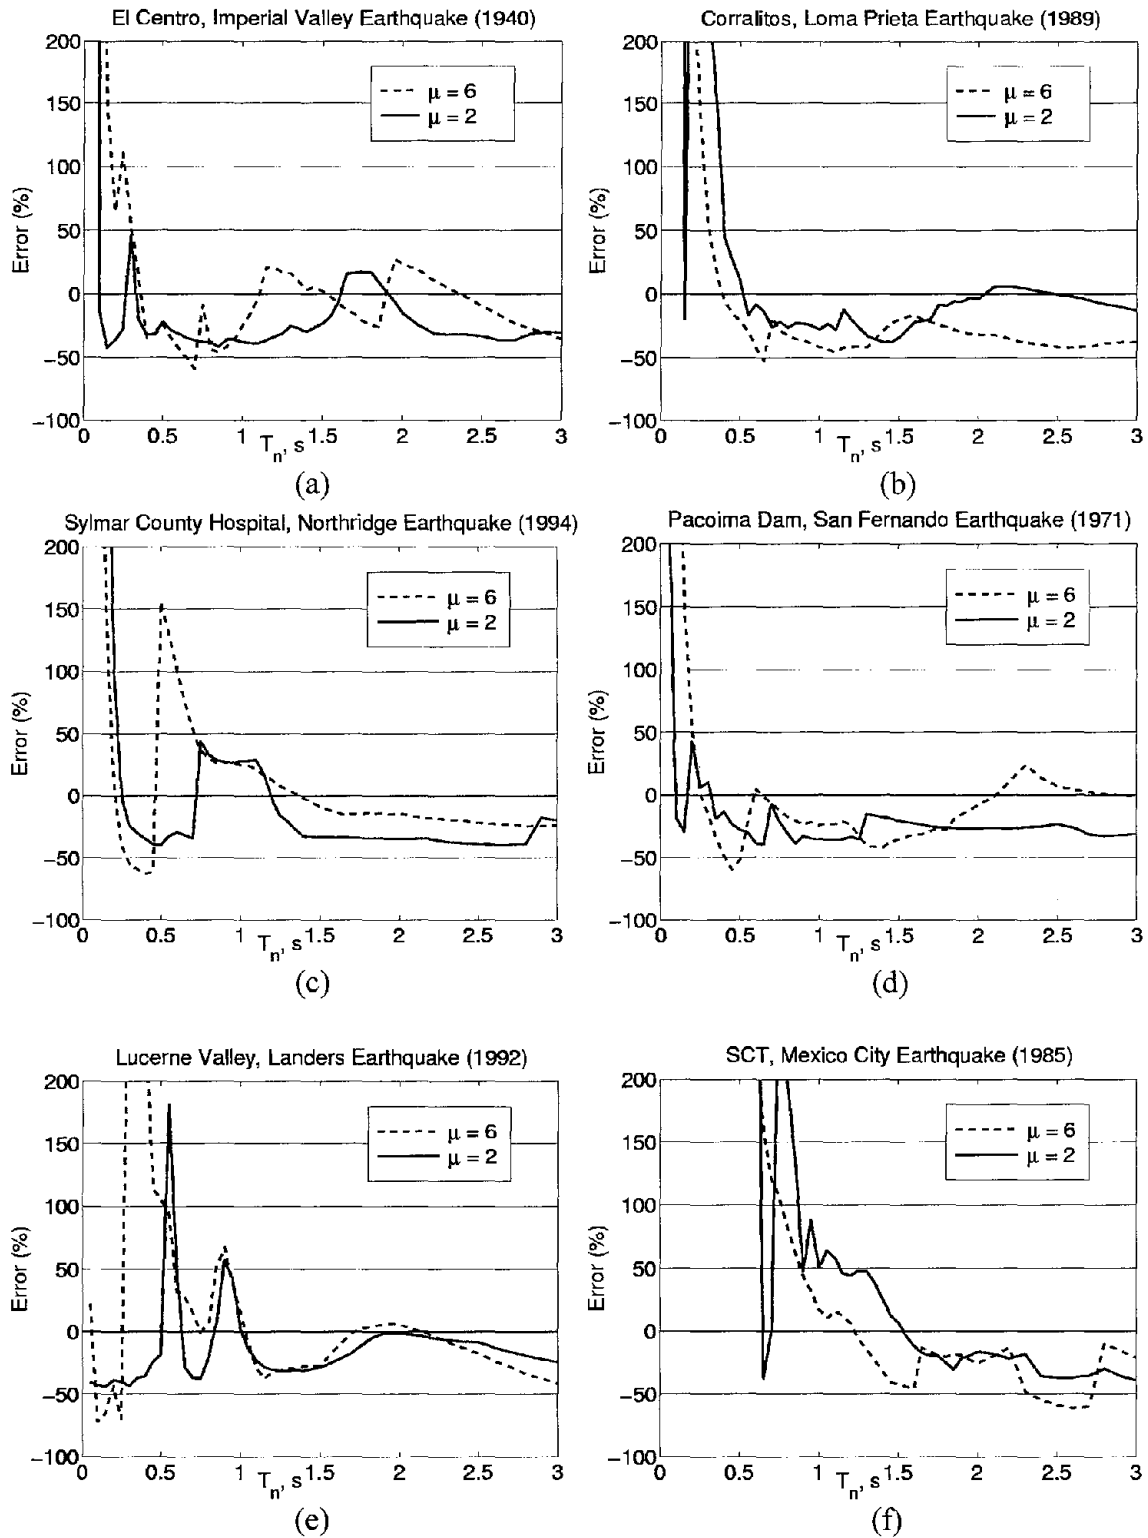 El Centro, Imperial Valley Earthquake (1940)
200
150
100
50
0
−50
−100
Error (%)
μ = 6
μ = 2
0 0.5 1 1.5 2 2.5 3
Tn, s
(a)
Corralitos, Loma Prieta Earthquake (1989)
200
150
100
50
0
−50
−100
Error (%)
μ = 6
μ = 2
0 0.5 1 1.5 2 2.5 3
Tn, s
(b)
Sylmar County Hospital, Northridge Earthquake (1994)
200
150
100
50
0
−50
−100
Error (%)
μ = 6
μ = 2
0 0.5 1 1.5 2 2.5 3
Tn, s
(c)
Pacoima Dam, San Fernando Earthquake (1971)
200
150
100
50
0
−50
−100
Error (%)
μ = 6
μ = 2
0 0.5 1 1.5 2 2.5 3
Tn, s
(d)
Lucerne Valley, Landers Earthquake (1992)
200
150
100
50
0
−50
−100
Error (%)
μ = 6
μ = 2
0 0.5 1 1.5 2 2.5 3
Tn, s
(e)
SCT, Mexico City Earthquake (1985)
200
150
100
50
0
−50
−100
Error (%)
μ = 6
μ = 2
0 0.5 1 1.5 2 2.5 3
Tn, s
(f)